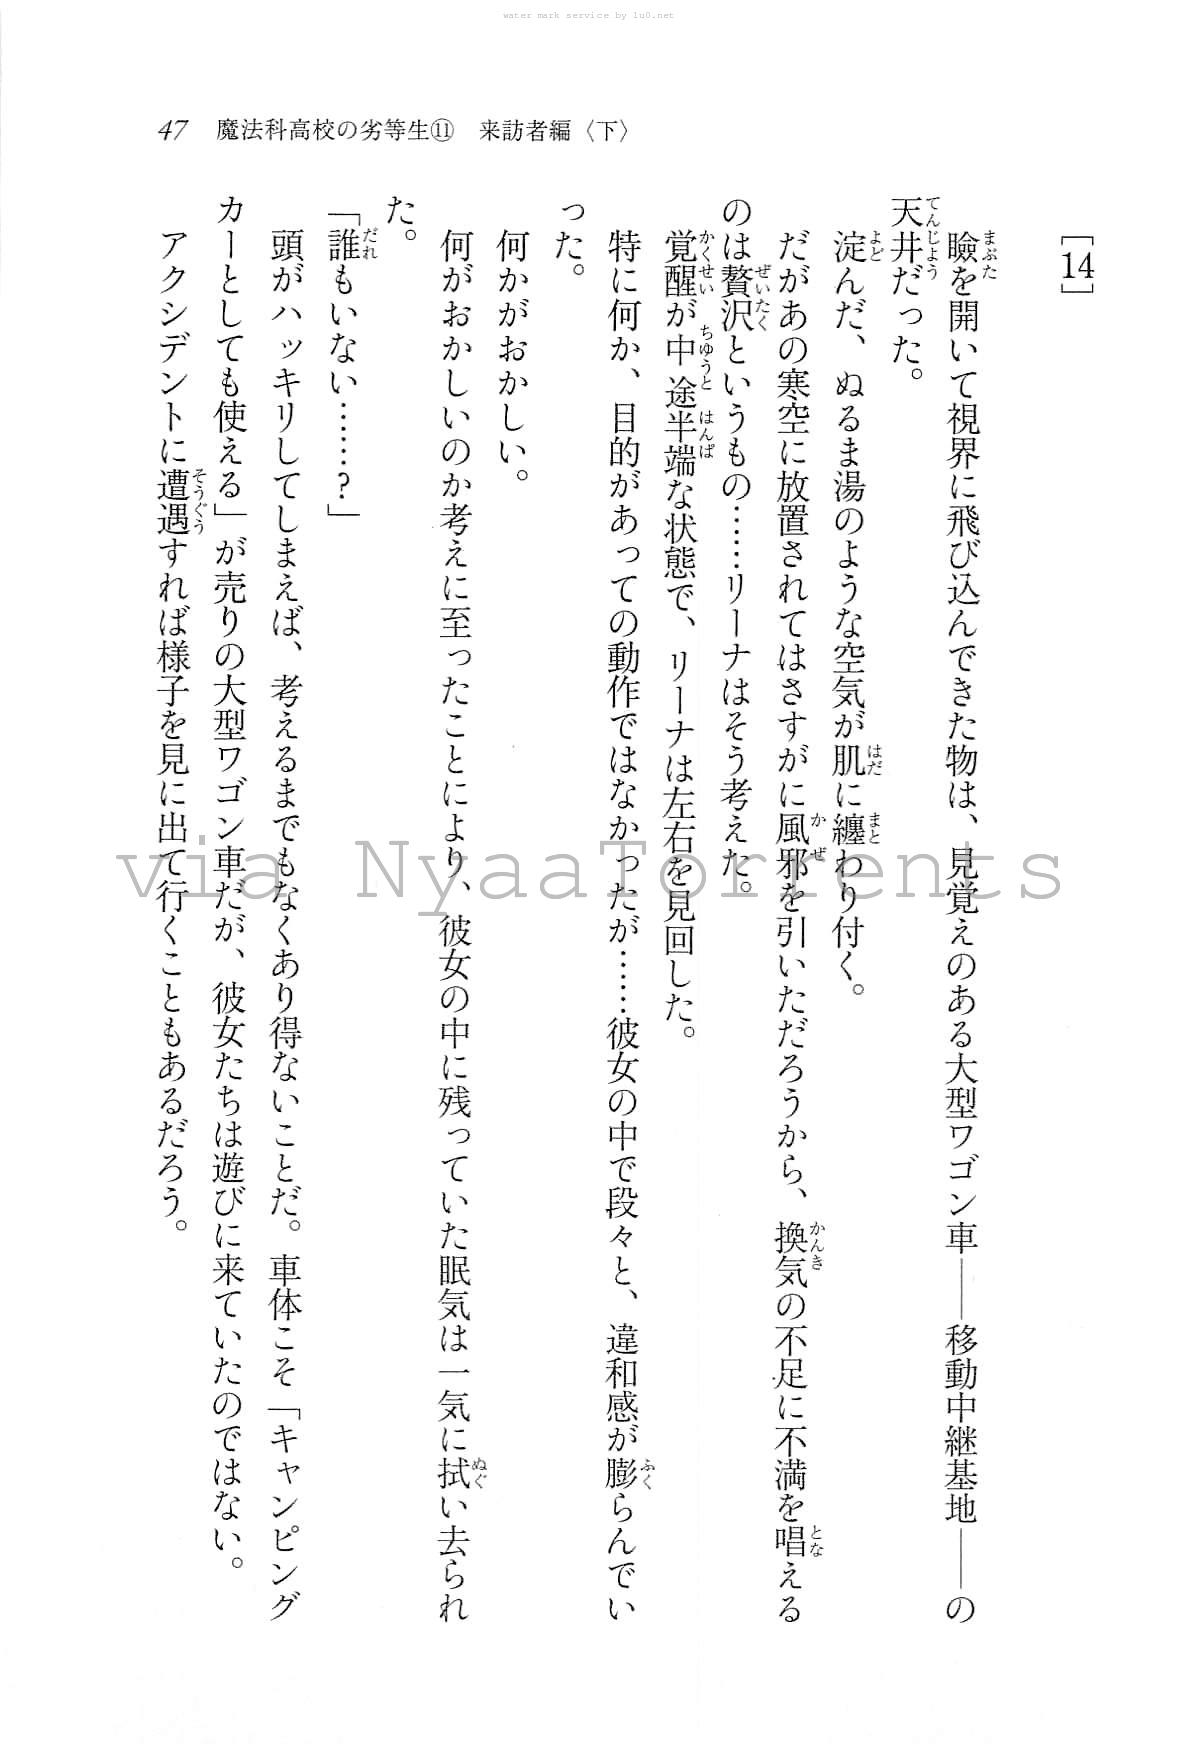 water mark service by lu0.net
47 魔法科高校の劣等生⑪ 来訪者編〈下〉
[14]
瞼を開いて視界に飛び込んできた物は、見覚えのある大型ワゴン車――移動中継基地――の
天井だった。
淀んだ、ぬるま湯のような空気が肌に纏わり付く。
だがあの寒空に放置されてはさすがに風邪を引いただろうから、換気の不足に不満を唱える
のは贅沢というもの……リーナはそう考えた。
覚醒が中途半端な状態で、リーナは左右を見回した。
特に何か、目的があっての動作ではなかったが……彼女の中で段々と、違和感が膨らんでい
った。
何かがおかしい。
何がおかしいのか考えに至ったことにより、彼女の中に残っていた眠気は一気に拭い去られ
た。
「誰もいない……？」
頭がハッキリしてしまえば、考えるまでもなくあり得ないことだ。車体こそ「キャンピング
カーとしても使える」が売りの大型ワゴン車だが、彼女たちは遊びに来ていたのではない。
アクシデントに遭遇すれば様子を見に出て行くこともあるだろう。
via NyaaTorrents